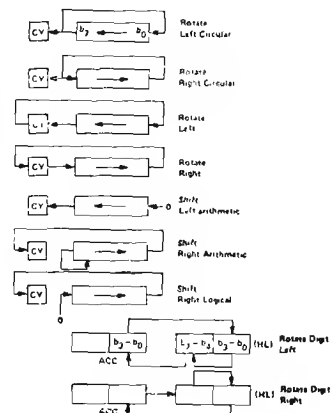 CY
b7
b0
Rotate
Left Circular
CY
Rotate
Right Circular
Rotate
Left
CY
Rotate
Right
CY
0
Shift
Left arithmetic
CY
Shift
Right Arithmetic
CY
0
Shift
Right Logical
b3-b0
b3-b0
(HL)
Rotate Digit
Left
ACC
(HL)
Rotate Digit
Right
ACC